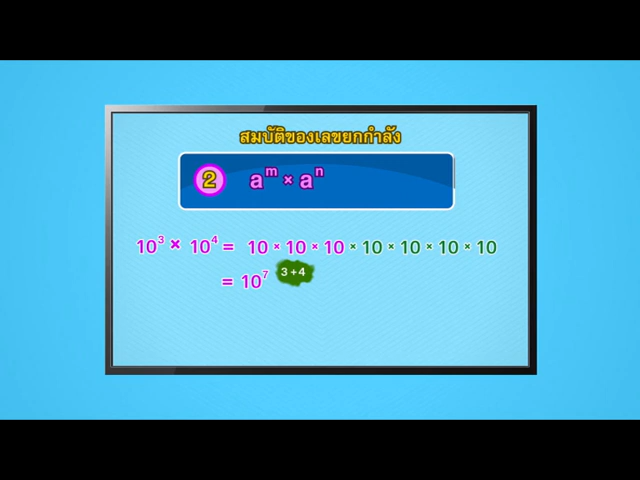 สมบัติของเลขยกกำลัง
2 aᵐ × aⁿ
10³ × 10⁴ = 10 × 10 × 10 × 10 × 10 × 10 × 10
= 10⁷ 3+4